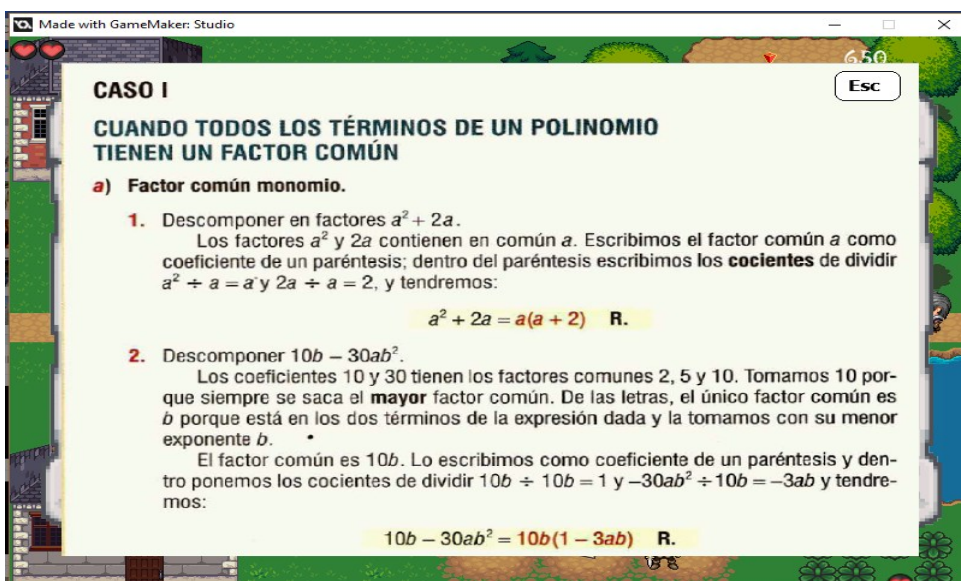 Made with GameMaker: Studio
650
Esc
CASO I
CUANDO TODOS LOS TÉRMINOS DE UN POLINOMIO
TIENEN UN FACTOR COMÚN
a) Factor común monomio.
1. Descomponer en factores a² + 2a.
Los factores a² y 2a contienen en común a. Escribimos el factor común a como
coeficiente de un paréntesis; dentro del paréntesis escribimos los cocientes de dividir
a² ÷ a = a y 2a ÷ a = 2, y tendremos:
a² + 2a = a(a + 2) R.
2. Descomponer 10b − 30ab².
Los coeficientes 10 y 30 tienen los factores comunes 2, 5 y 10. Tomamos 10 por-
que siempre se saca el mayor factor común. De las letras, el único factor común es
b porque está en los dos términos de la expresión dada y la tomamos con su menor
exponente b.
El factor común es 10b. Lo escribimos como coeficiente de un paréntesis y den-
tro ponemos los cocientes de dividir 10b ÷ 10b = 1 y −30ab² ÷ 10b = −3ab y tendre-
mos:
10b − 30ab² = 10b(1 − 3ab) R.